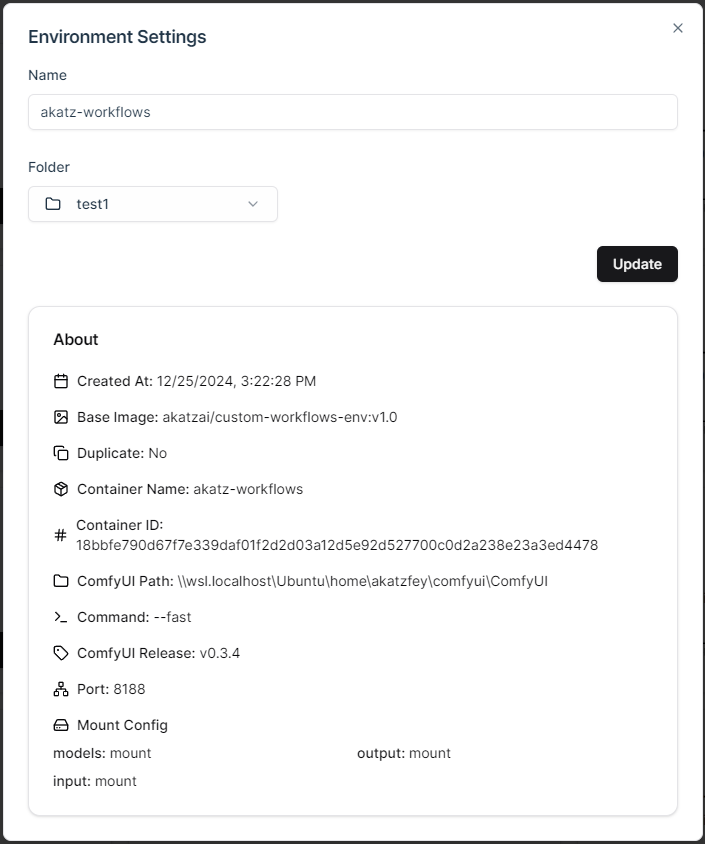 Environment Settings
Name
akatz-workflows
Folder
test1
Update
About
Created At: 12/25/2024, 3:22:28 PM
Base Image: akatzai/custom-workflows-env:v1.0
Duplicate: No
Container Name: akatz-workflows
Container ID:
18bbfe790d67f7e339daf01f2d2d03a12d5e92d527700c0d2a238e23a3ed4478
ComfyUI Path: \\wsl.localhost\Ubuntu\home\akatzfey\comfyui\ComfyUI
Command: --fast
ComfyUI Release: v0.3.4
Port: 8188
Mount Config
models: mount output: mount
input: mount